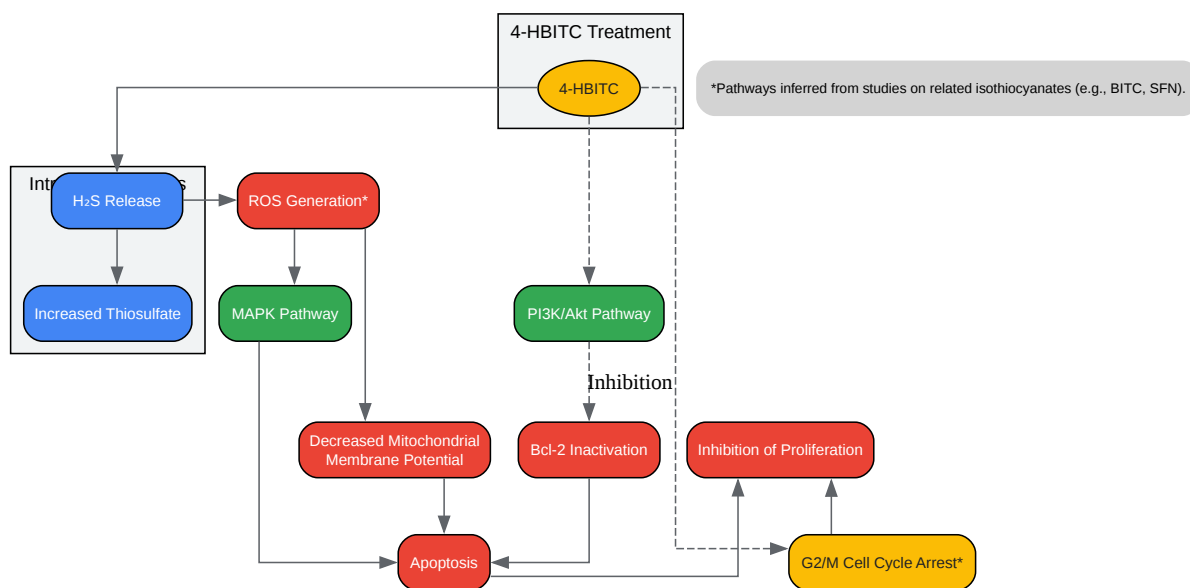 4-HBITC Treatment
4-HBITC
*Pathways inferred from studies on related isothiocyanates (e.g., BITC, SFN).
H₂S Release
ROS Generation*
Increased Thiosulfate
MAPK Pathway
PI3K/Akt Pathway
Inhibition
Decreased Mitochondrial
Membrane Potential
Bcl-2 Inactivation
Inhibition of Proliferation
Apoptosis
G2/M Cell Cycle Arrest*